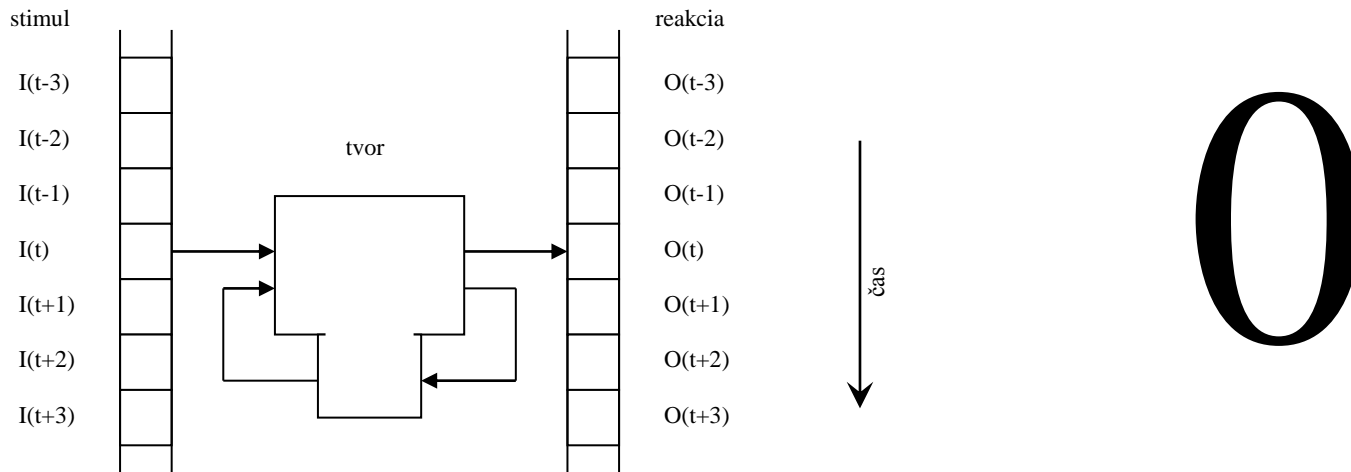 stimul reakcia
I(t-3) O(t-3)
I(t-2) O(t-2)
tvor
I(t-1) O(t-1)
I(t) O(t)
čas
I(t+1) O(t+1)
I(t+2) O(t+2)
I(t+3) O(t+3)
0